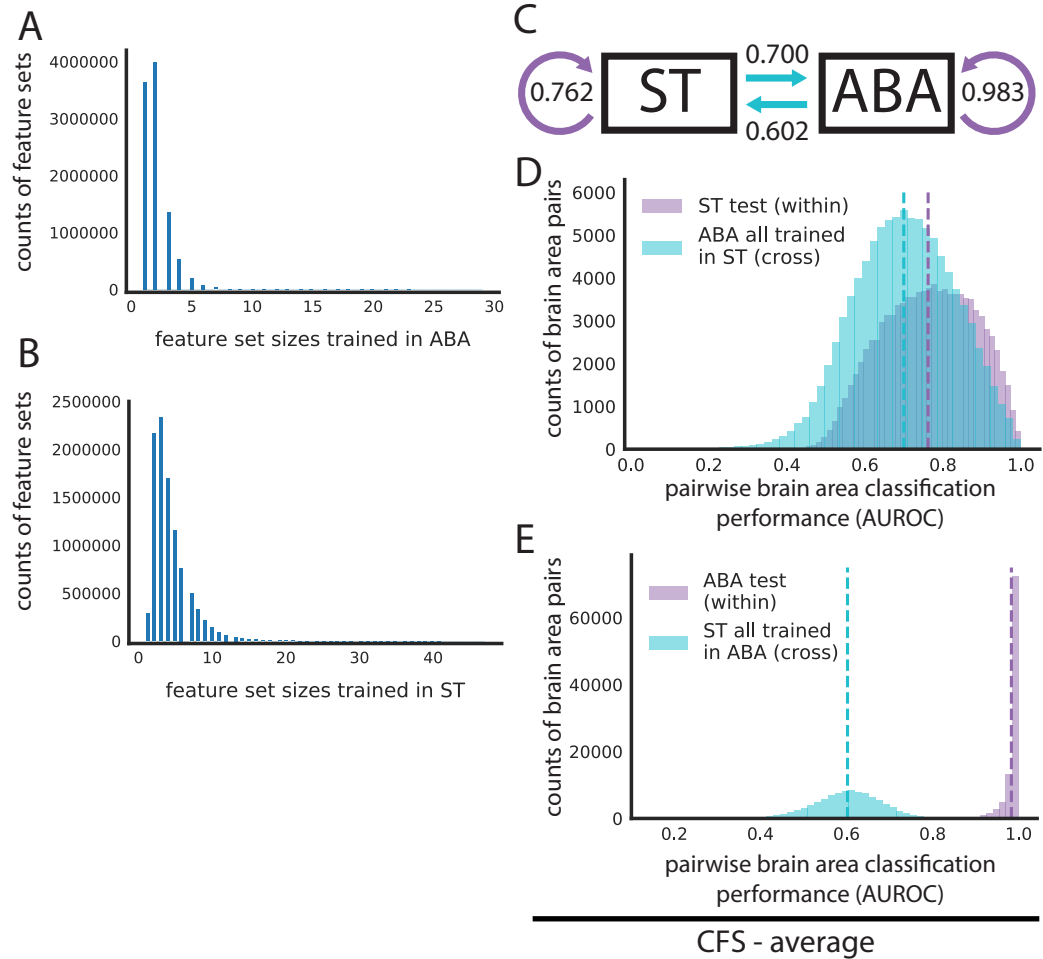 A
4000000
3000000
2000000
1000000
0
counts of feature sets
0 5 10 15 20 25 30
feature set sizes trained in ABA
B
2500000
2000000
1500000
1000000
500000
0
counts of feature sets
0 10 20 30 40
feature set sizes trained in ST
C
0.762
ST
0.700
0.602
ABA
0.983
D
6000
5000
4000
3000
2000
1000
0
counts of brain area pairs
ST test (within)
ABA all trained
in ST (cross)
0.0 0.2 0.4 0.6 0.8 1.0
pairwise brain area classification
performance (AUROC)
E
60000
40000
20000
0
counts of brain area pairs
ABA test
(within)
ST all trained
in ABA (cross)
0.2 0.4 0.6 0.8 1.0
pairwise brain area classification
performance (AUROC)
CFS - average